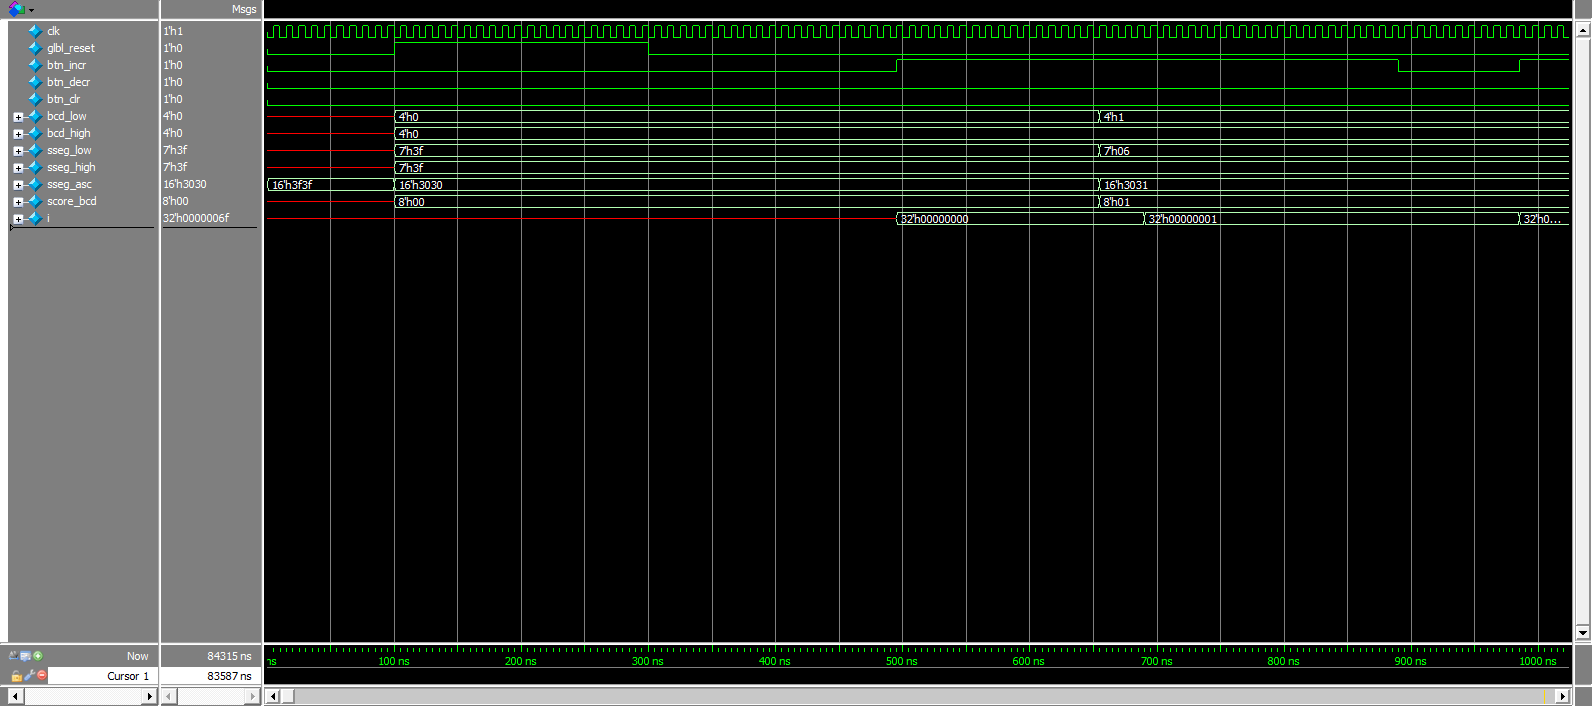 Msgs
clk 1'h1
glbl_reset 1'h0
btn_incr 1'h0
btn_decr 1'h0
btn_clr 1'h0
bcd_low 4'h0 4'h0 4'h1
bcd_high 4'h0 4'h0
sseg_low 7'h3f 7'h3f 7'h06
sseg_high 7'h3f 7'h3f
sseg_asc 16'h3030 16'h3f3f 16'h3030 16'h3031
score_bcd 8'h00 8'h00 8'h01
i 32'h0000006f 32'h00000000 32'h00000001 32'h0...
Now 84315 ns ns 100 ns 200 ns 300 ns 400 ns 500 ns 600 ns 700 ns 800 ns 900 ns 1000 ns
Cursor 1 83587 ns